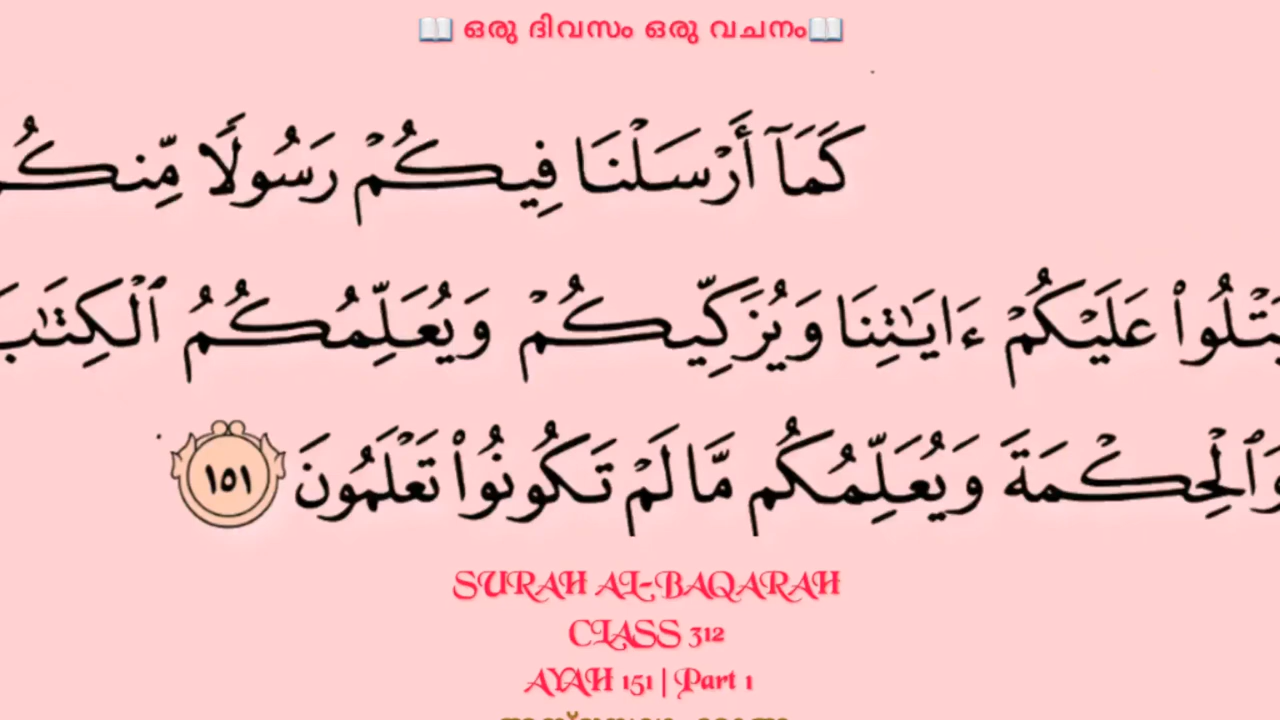 📖 ഒരു ദിവസം ഒരു വചനം📖
كَمَآ أَرْسَلْنَا فِيكُمْ رَسُولًا مِّنكُمْ
يَتْلُوا۟ عَلَيْكُمْ ءَايَـٰتِنَا وَيُزَكِّيكُمْ وَيُعَلِّمُكُمُ ٱلْكِتَـٰبَ
وَٱلْحِكْمَةَ وَيُعَلِّمُكُم مَّا لَمْ تَكُونُوا۟ تَعْلَمُونَ ١٥١
SURAH AL-BAQARAH
CLASS 312
AYAH 151 | Part 1